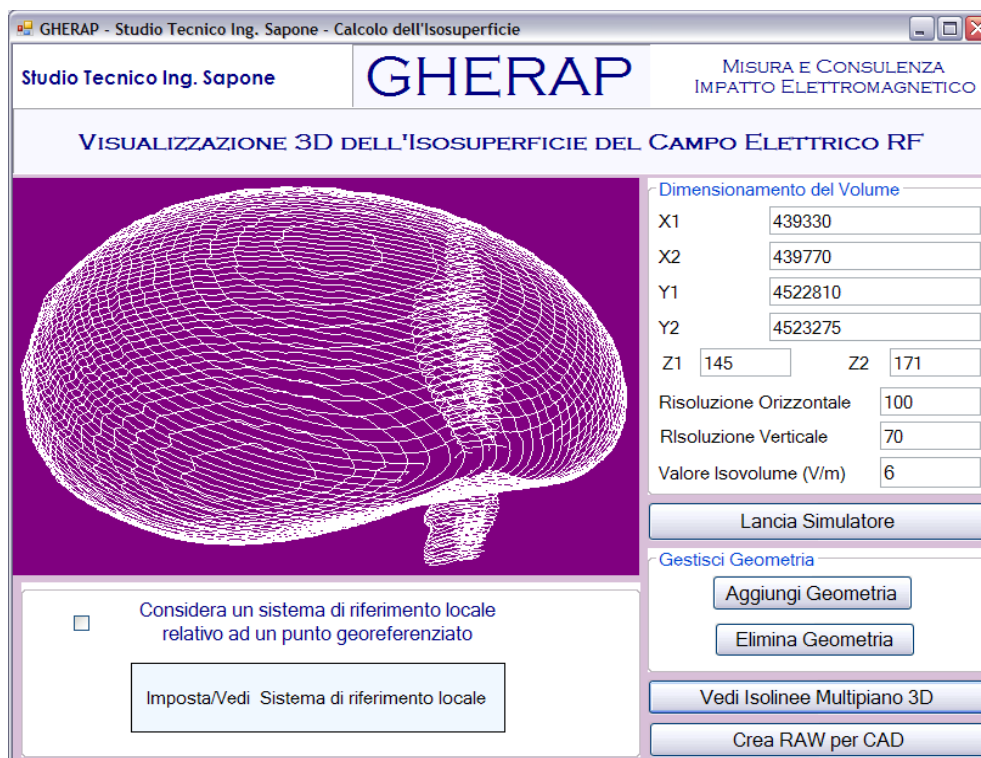 GHERAP - Studio Tecnico Ing. Sapone - Calcolo dell'Isosuperficie
Studio Tecnico Ing. Sapone
GHERAP
MISURA E CONSULENZA
IMPATTO ELETTROMAGNETICO
VISUALIZZAZIONE 3D DELL'ISOSUPERFICIE DEL CAMPO ELETTRICO RF
Dimensionamento del Volume
X1 439330
X2 439770
Y1 4522810
Y2 4523275
Z1 145 Z2 171
Risoluzione Orizzontale 100
RIsoluzione Verticale 70
Valore Isovolume (V/m) 6
Lancia Simulatore
Gestisci Geometria
Aggiungi Geometria
Elimina Geometria
Vedi Isolinee Multipiano 3D
Crea RAW per CAD
Considera un sistema di riferimento locale
relativo ad un punto georeferenziato
Imposta/Vedi Sistema di riferimento locale